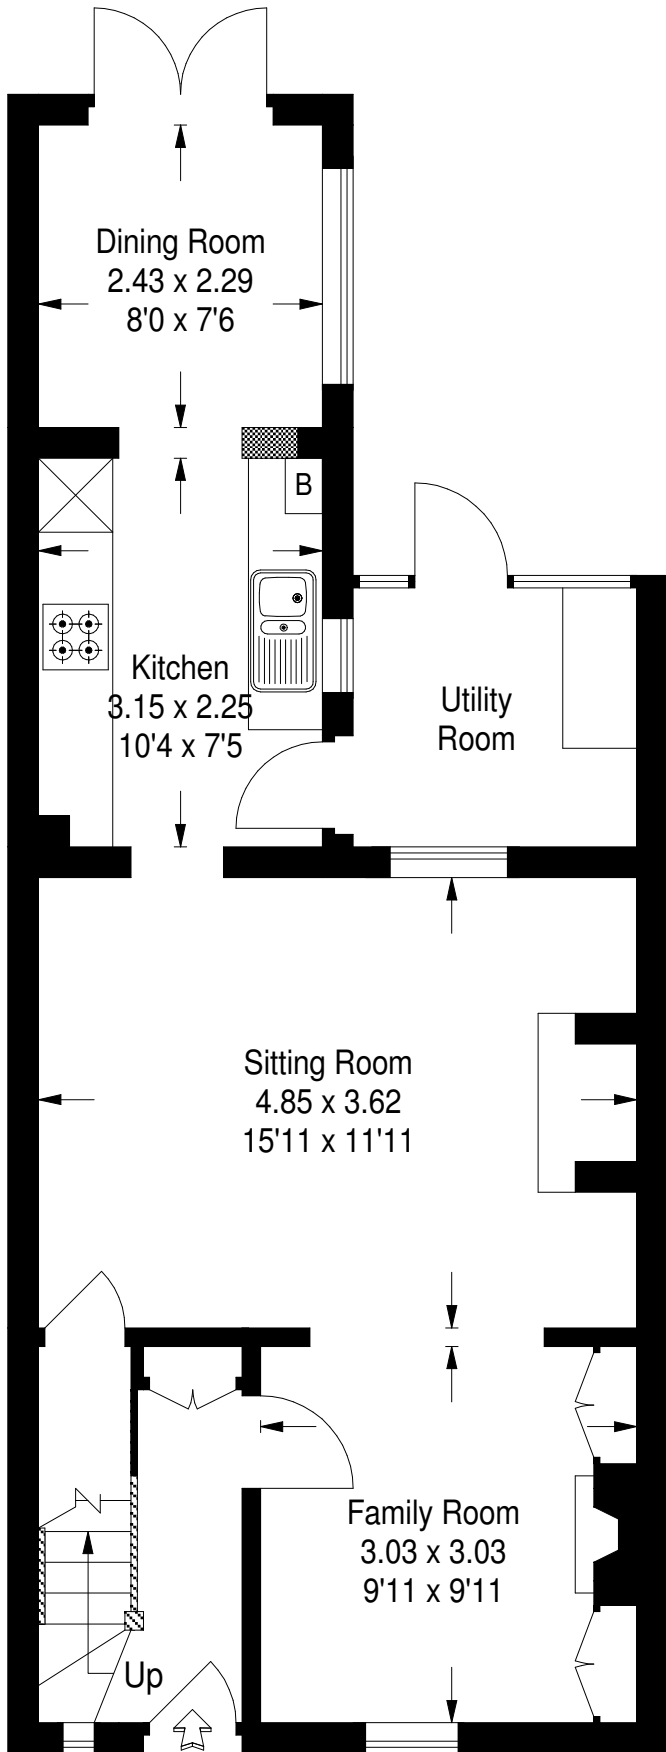 Dining Room
2.43 x 2.29
8'0 x 7'6
B
Kitchen
3.15 x 2.25
10'4 x 7'5
Utility
Room
Sitting Room
4.85 x 3.62
15'11 x 11'11
Family Room
3.03 x 3.03
9'11 x 9'11
Up